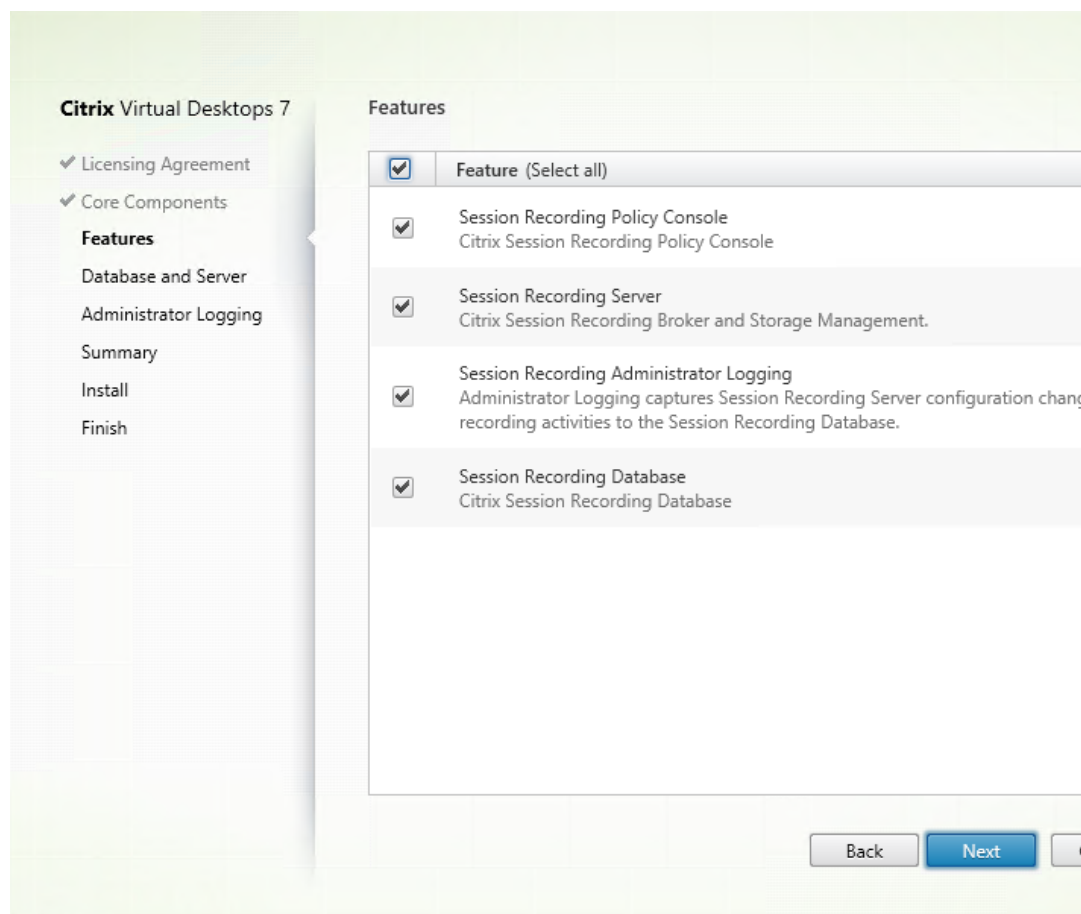 Citrix Virtual Desktops 7
Licensing Agreement
Core Components
Features
Database and Server
Administrator Logging
Summary
Install
Finish
Features
Feature (Select all)
Session Recording Policy Console
Citrix Session Recording Policy Console
Session Recording Server
Citrix Session Recording Broker and Storage Management.
Session Recording Administrator Logging
Administrator Logging captures Session Recording Server configuration
recording activities to the Session Recording Database.
Session Recording Database
Citrix Session Recording Database
Back
Next